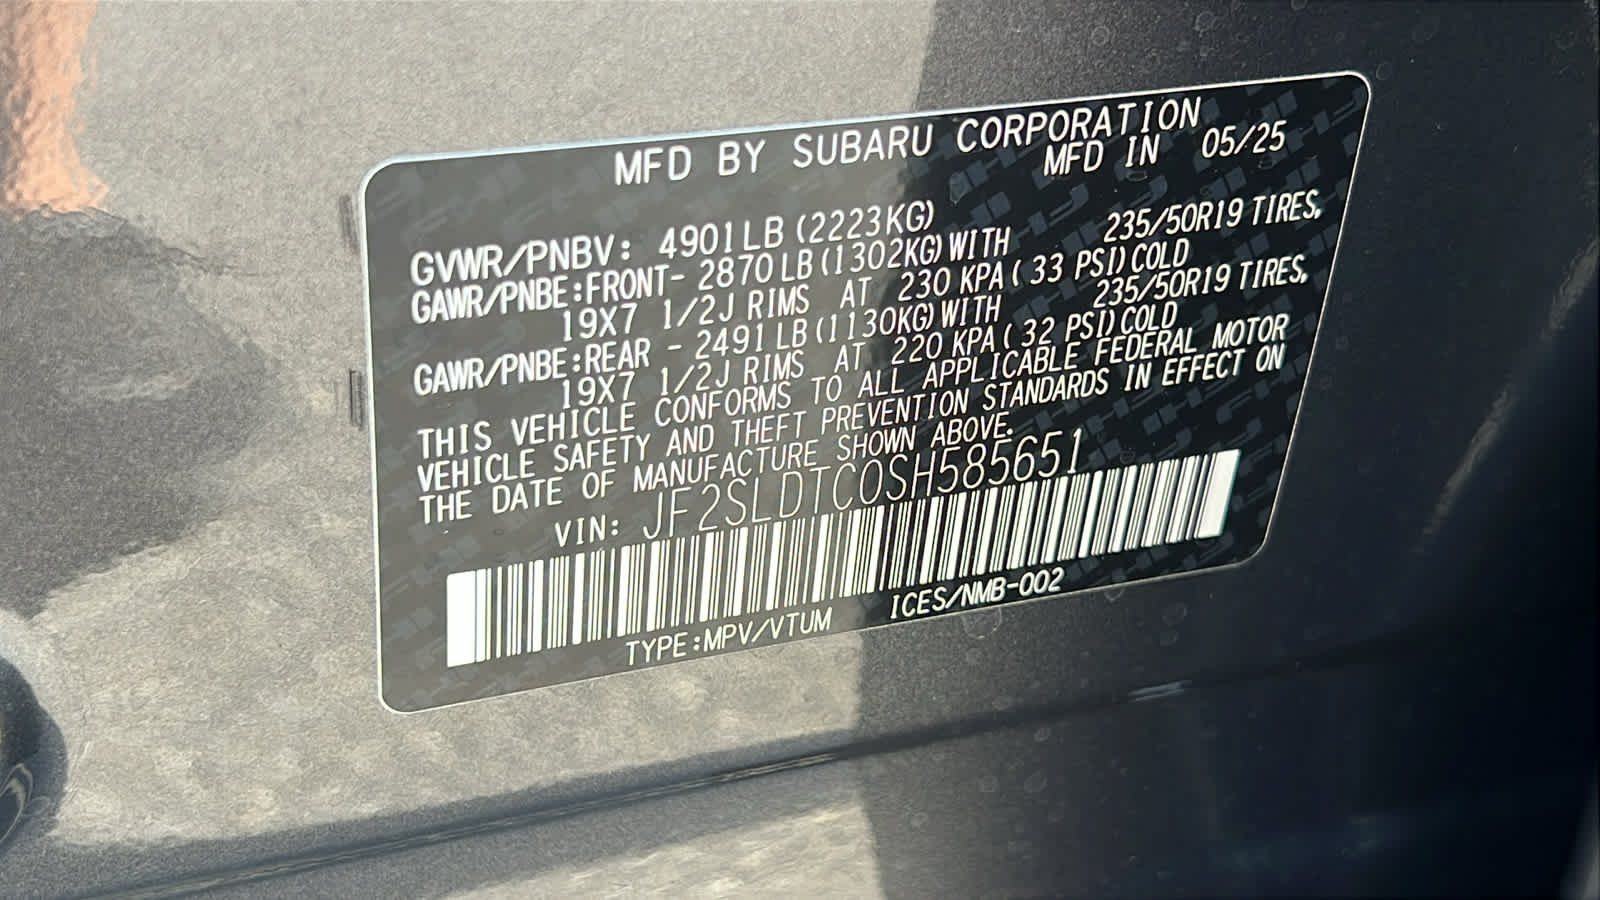 MFD BY SUBARU CORPORATION
MFD IN 05/25
GVWR/PNBV: 4901LB (2223KG)
GAWR/PNBE:FRONT- 2870LB(1302KG)WITH 235/50R19 TIRES,
19X7 1/2J RIMS AT 230 KPA( 33 PSI)COLD
GAWR/PNBE:REAR - 2491LB(1130KG)WITH 235/50R19 TIRES,
19X7 1/2J RIMS AT 220 KPA( 32 PSI)COLD
THIS VEHICLE CONFORMS TO ALL APPLICABLE FEDERAL MOTOR
VEHICLE SAFETY AND THEFT PREVENTION STANDARDS IN EFFECT ON
THE DATE OF MANUFACTURE SHOWN ABOVE.
VIN: JF2SLDTC0SH585651
TYPE:MPV/VTUM ICES/NMB-002